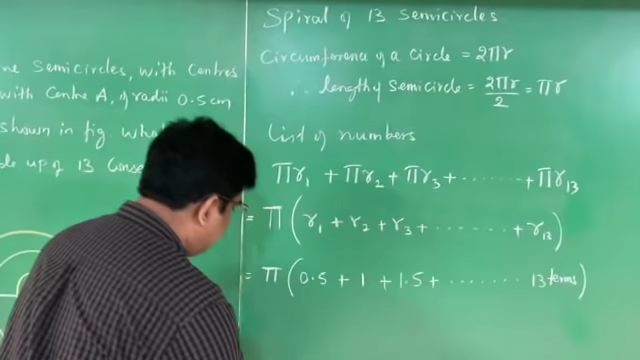 ne Semicircles, with Centres
with Centre A, of radii 0.5 cm
shown in fig
de up of 13
Spiral of 13 Semicircles
Circumference of a circle = 2πr
∴ length of semicircle = 2πr/2 = πr
List of numbers
πr₁ + πr₂ + πr₃ + ....... + πr₁₃
= π(r₁ + r₂ + r₃ + ....... + r₁₃)
= π(0.5 + 1 + 1.5 + ....... 13 terms)